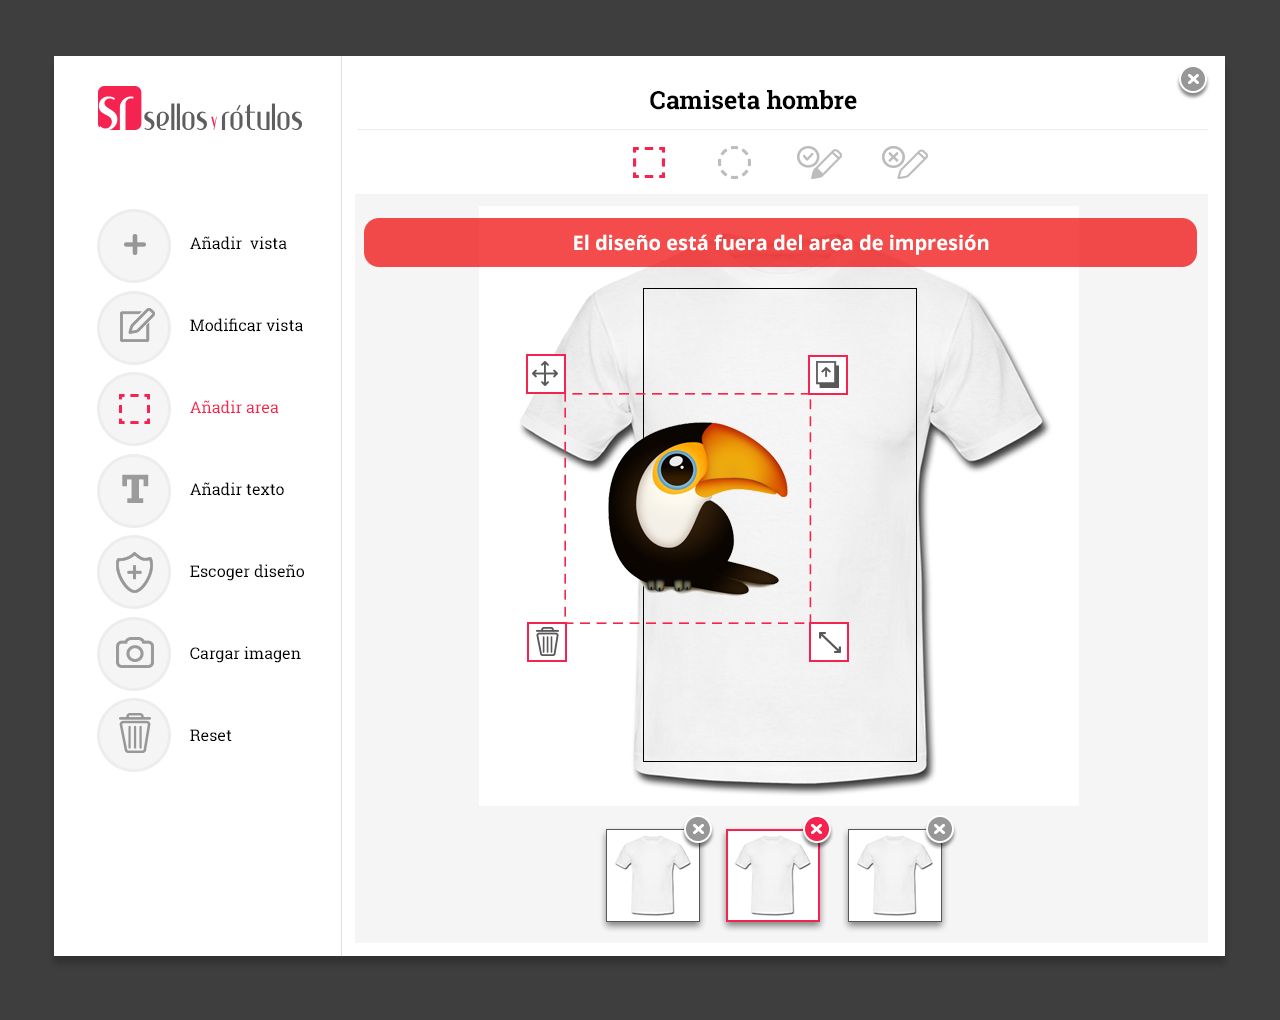 sr sellos y rótulos
Camiseta hombre
El diseño está fuera del area de impresión
Añadir vista
Modificar vista
Añadir area
Añadir texto
Escoger diseño
Cargar imagen
Reset